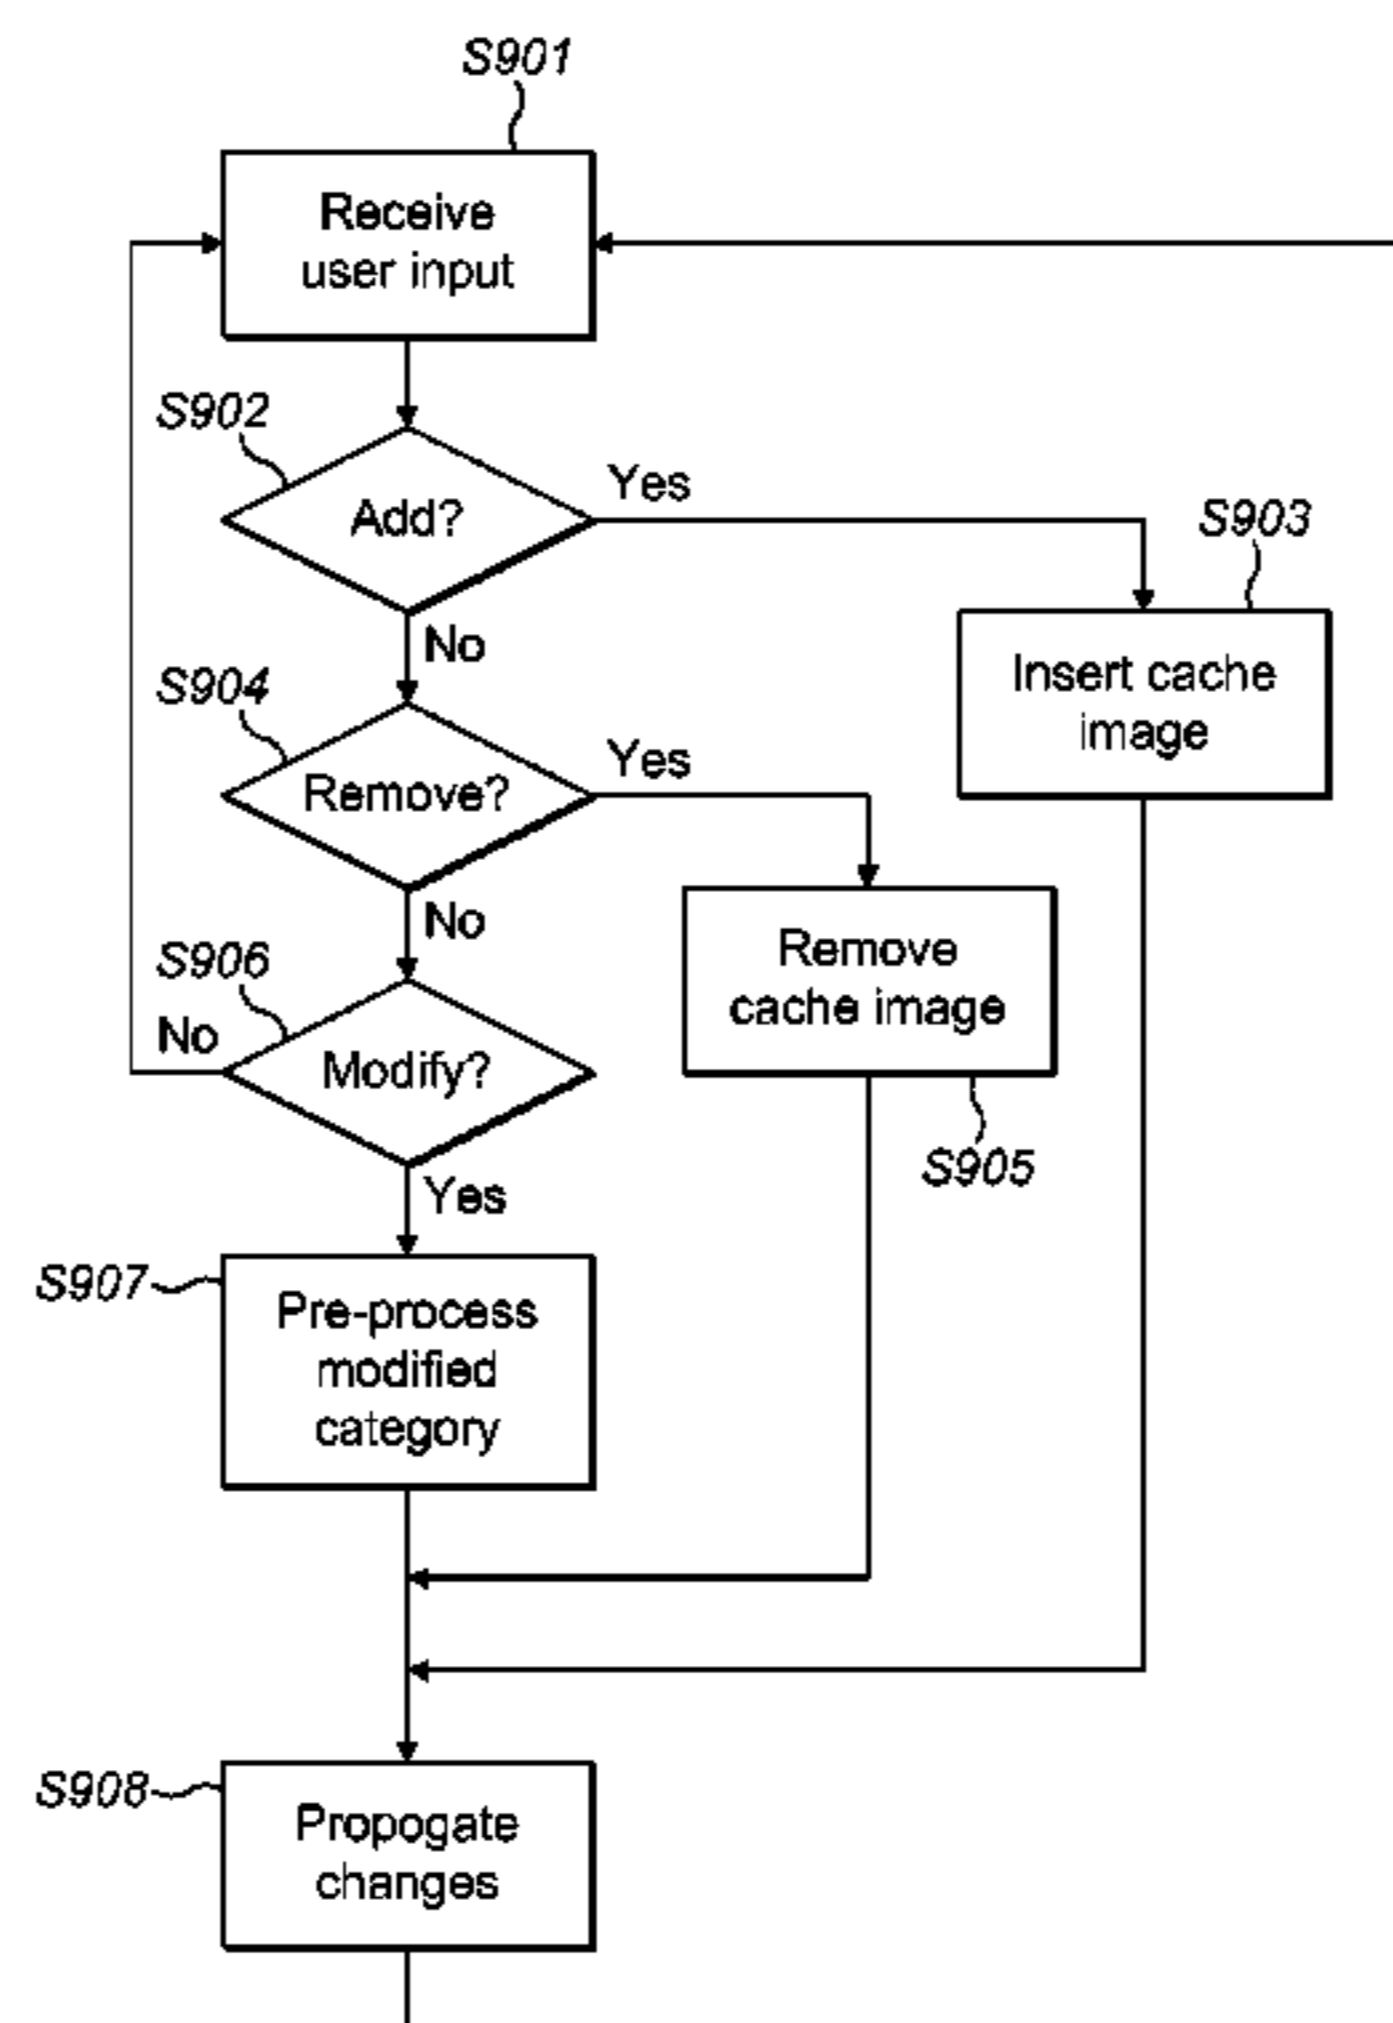 S901
Receive
user input
S902
Add?
Yes
S903
Insert cache
image
No
S904
Remove?
Yes
Remove
cache image
S905
No
S906
No
Modify?
Yes
S907
Pre-process
modified
category
S908
Propogate
changes